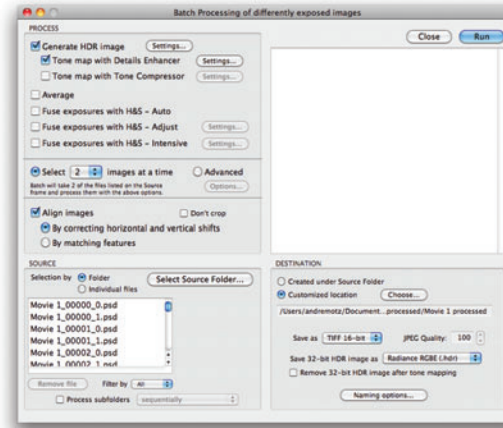 Batch Processing of differently exposed images
PROCESS
Close
Run
Generate HDR image
Settings...
Tone map with Details Enhancer
Settings...
Tone map with Tone Compressor
Settings...
Average
Fuse exposures with H&S - Auto
Fuse exposures with H&S - Adjust
Settings...
Fuse exposures with H&S - Intensive
Settings...
Select 2 images at a time
Advanced
Batch will take 2 of the files listed on the Source
frame and process them with the above options.
Options...
Align images
Don't crop
By correcting horizontal and vertical shifts
By matching features
SOURCE
Selection by Folder
Individual files
Select Source Folder...
Movie 1_00000_0.psd
Movie 1_00000_1.psd
Movie 1_00001_0.psd
Movie 1_00001_1.psd
Movie 1_00002_0.psd
Movie 1_00002_1.psd
Remove file
Filter by All
Process subfolders sequentially
DESTINATION
Created under Source Folder
Customized location
Choose...
/Users/andremotz/Document...processed/Movie 1 processed
Save as TIFF 16-bit
JPEG Quality: 100
Save 32-bit HDR image as Radiance RGBE (.hdr)
Remove 32-bit HDR image after tone mapping
Naming options...